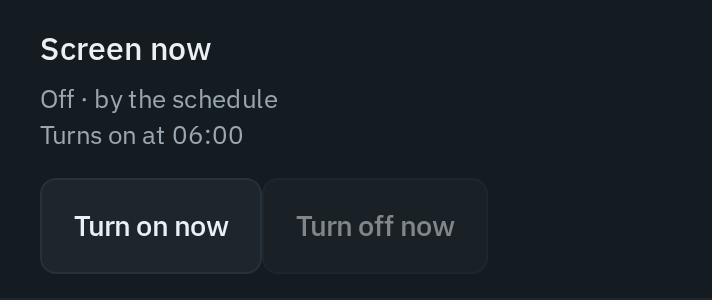 Screen now
Off · by the schedule
Turns on at 06:00
Turn on now
Turn off now